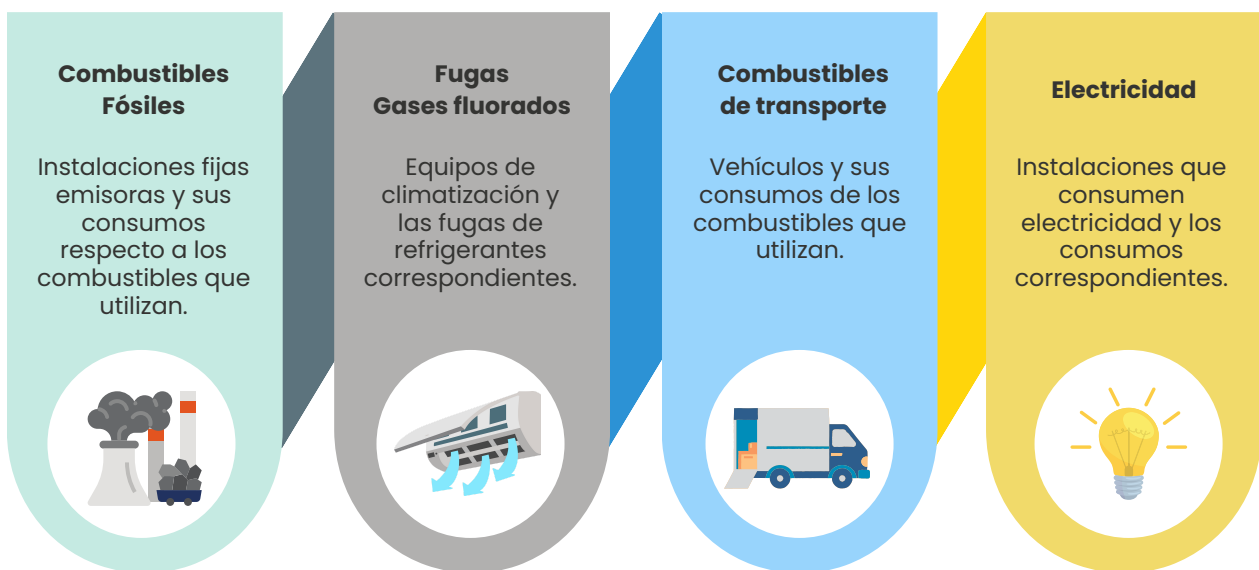 Combustibles
Fósiles
Instalaciones fijas
emisoras y sus
consumos
respecto a los
combustibles que
utilizan.
Fugas
Gases fluorados
Equipos de
climatización y
las fugas de
refrigerantes
correspondientes.
Combustibles
de transporte
Vehículos y sus
consumos de los
combustibles que
utilizan.
Electricidad
Instalaciones que
consumen
electricidad y los
consumos
correspondientes.